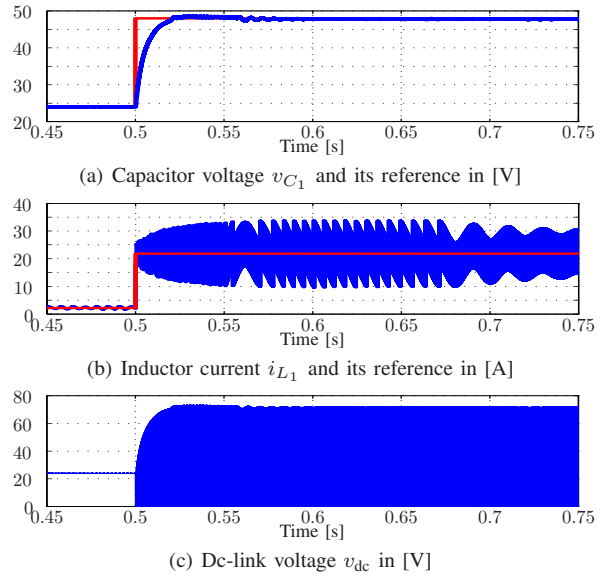 50
40
30
20
0.45 0.5 0.55 0.6 0.65 0.7 0.75
Time [s]
(a) Capacitor voltage v_{C_1} and its reference in [V]
40
30
20
10
0
0.45 0.5 0.55 0.6 0.65 0.7 0.75
Time [s]
(b) Inductor current i_{L_1} and its reference in [A]
80
60
40
20
0
0.45 0.5 0.55 0.6 0.65 0.7 0.75
Time [s]
(c) Dc-link voltage v_{dc} in [V]